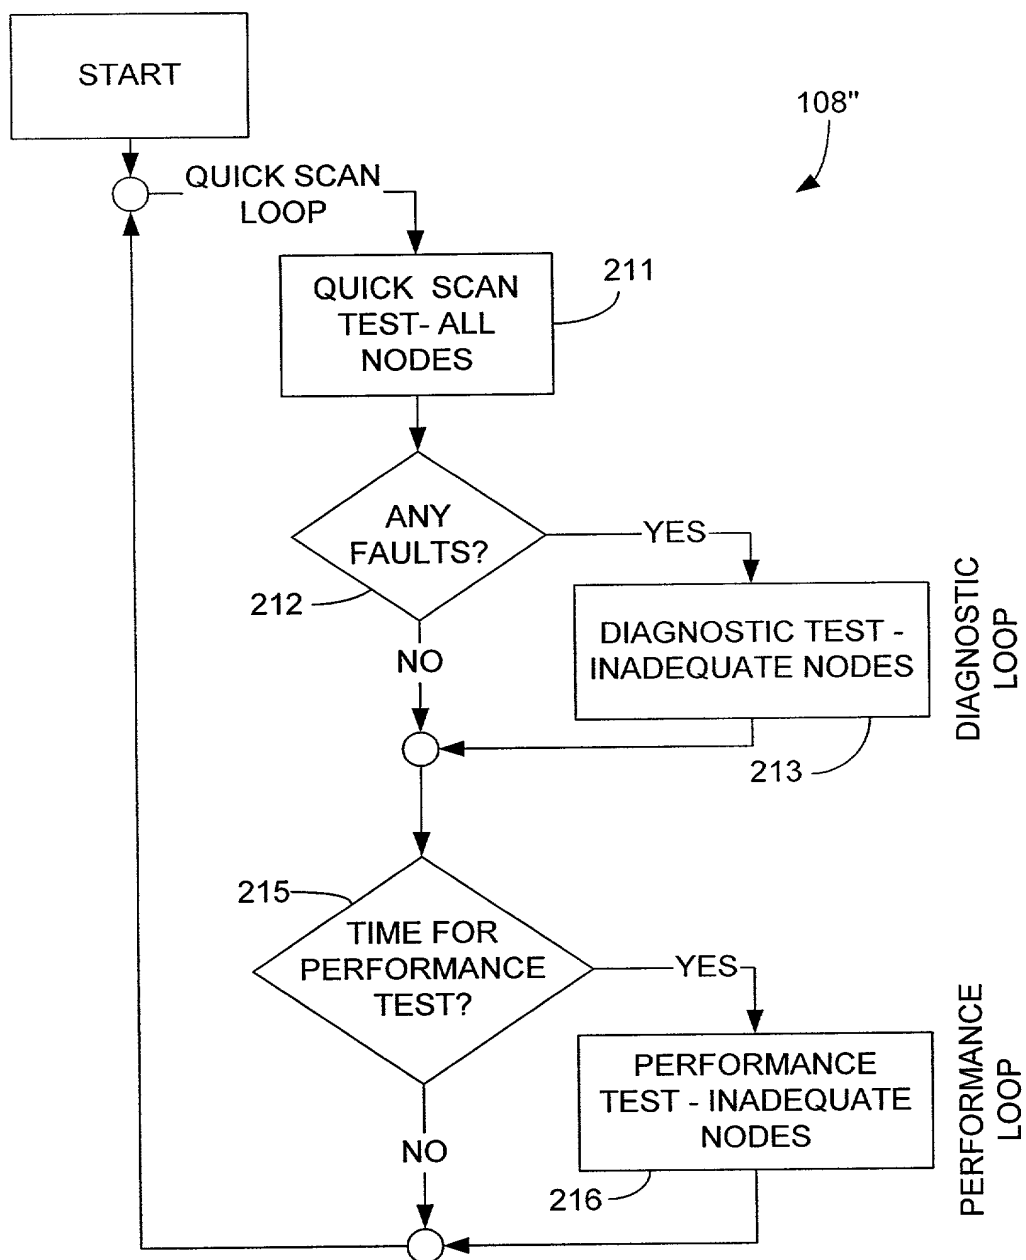 START
108"
QUICK SCAN
LOOP
QUICK SCAN
TEST- ALL
NODES
211
ANY
FAULTS?
YES
212
NO
DIAGNOSTIC TEST -
INADEQUATE NODES
DIAGNOSTIC
LOOP
213
215
TIME FOR
PERFORMANCE
TEST?
YES
PERFORMANCE
TEST - INADEQUATE
NODES
PERFORMANCE
LOOP
NO
216